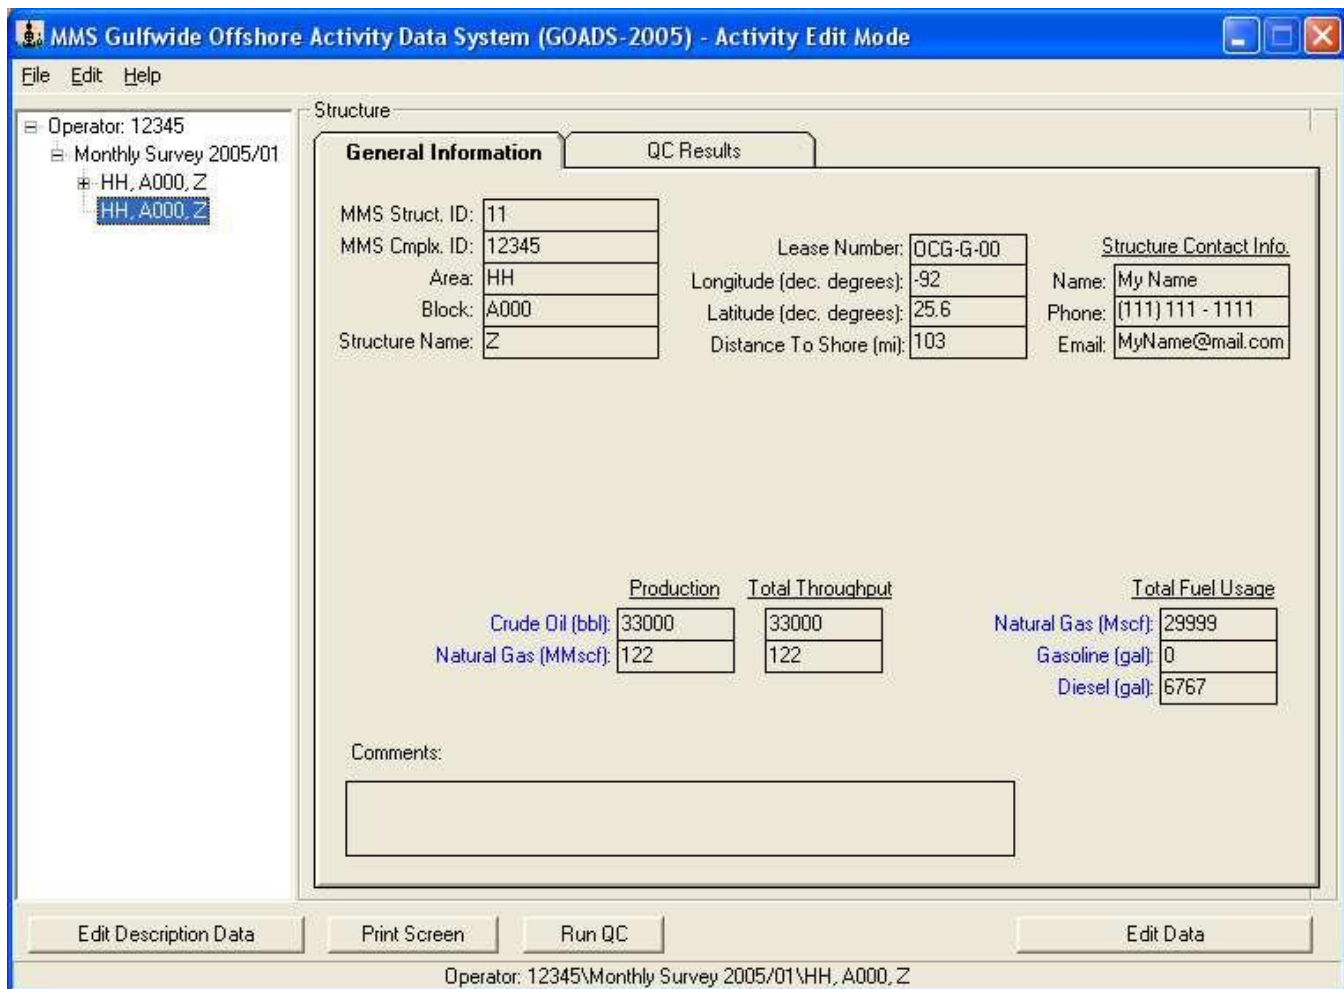 MMS Gulfwide Offshore Activity Data System (GOADS-2005) - Activity Edit Mode
File Edit Help
Operator: 12345
Monthly Survey 2005/01
HH, A000, Z
HH, A000, Z
Structure
General Information QC Results
MMS Struct. ID: 11
MMS Cmplx. ID: 12345
Area: HH
Block: A000
Structure Name: Z
Lease Number: OCG-G-00
Longitude (dec. degrees): -92
Latitude (dec. degrees): 25.6
Distance To Shore (mi): 103
Structure Contact Info.
Name: My Name
Phone: (111) 111 - 1111
Email: MyName@mail.com
Production Total Throughput
Crude Oil (bbl): 33000 33000
Natural Gas (MMscf): 122 122
Total Fuel Usage
Natural Gas (Mscf): 29999
Gasoline (gal): 0
Diesel (gal): 6767
Comments:
Edit Description Data Print Screen Run QC Edit Data
Operator: 12345\Monthly Survey 2005/01\HH, A000, Z